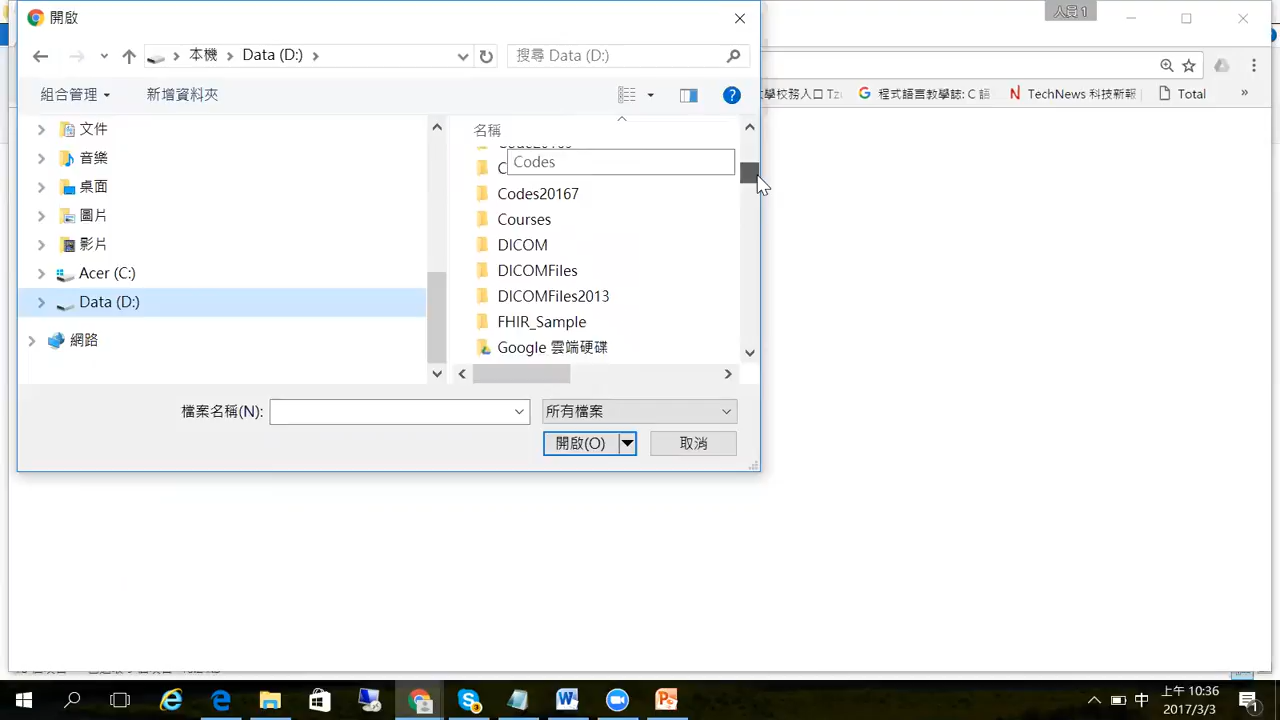 開啟
人員 1
本機 Data (D:)
搜尋 Data (D:)
組合管理
新增資料夾
程式語言教學誌: C 語
TechNews 科技新報
Total
»
文件
音樂
桌面
圖片
影片
Acer (C:)
Data (D:)
網路
名稱
Codes
Codes20167
Courses
DICOM
DICOMFiles
DICOMFiles2013
FHIR_Sample
Google 雲端硬碟
檔案名稱(N):
所有檔案
開啟(O)
取消
中
上午 10:36
2017/3/3
1